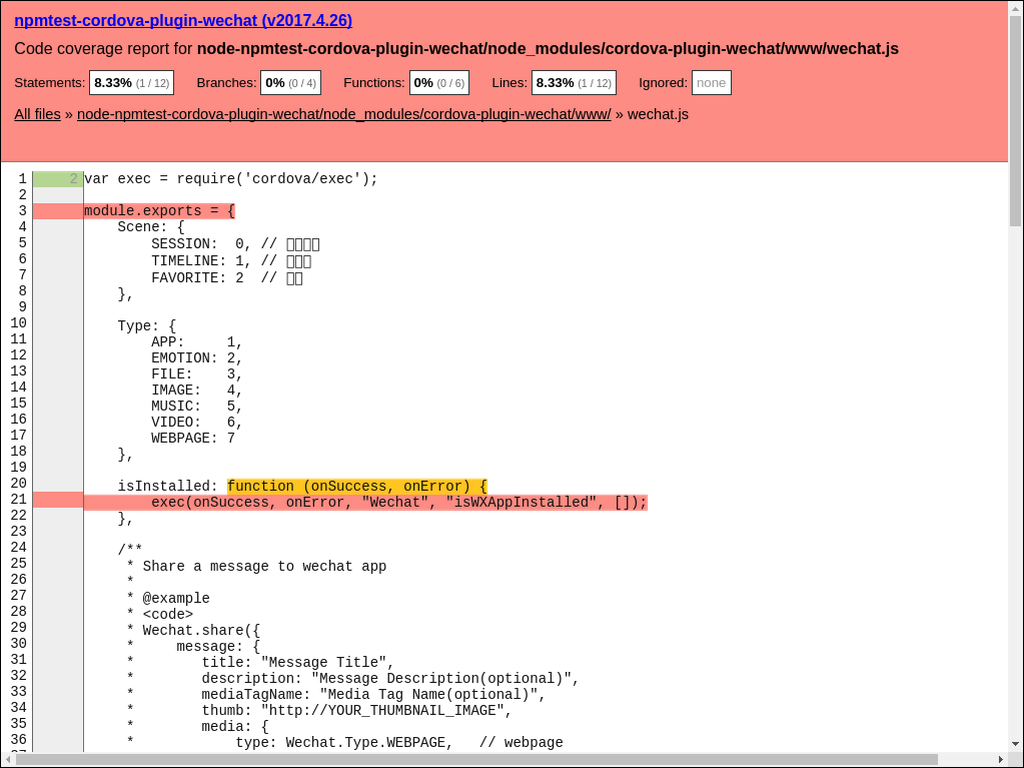 npmtest-cordova-plugin-wechat (v2017.4.26)
Code coverage report for node-npmtest-cordova-plugin-wechat/node_modules/cordova-plugin-wechat/www/wechat.js
Statements: 8.33% (1 / 12) Branches: 0% (0 / 4) Functions: 0% (0 / 6) Lines: 8.33% (1 / 12) Ignored: none
All files » node-npmtest-cordova-plugin-wechat/node_modules/cordova-plugin-wechat/www/ » wechat.js
1 2 var exec = require('cordova/exec');
2
3 module.exports = {
4 Scene: {
5 SESSION: 0, //
6 TIMELINE: 1, //
7 FAVORITE: 2 //
8 },
9
10 Type: {
11 APP: 1,
12 EMOTION: 2,
13 FILE: 3,
14 IMAGE: 4,
15 MUSIC: 5,
16 VIDEO: 6,
17 WEBPAGE: 7
18 },
19
20 isInstalled: function (onSuccess, onError) {
21 exec(onSuccess, onError, "Wechat", "isWXAppInstalled", []);
22 },
23
24 /**
25 * Share a message to wechat app
26 *
27 * @example
28 * <code>
29 * Wechat.share({
30 * message: {
31 * title: "Message Title",
32 * description: "Message Description(optional)",
33 * mediaTagName: "Media Tag Name(optional)",
34 * thumb: "http://YOUR_THUMBNAIL_IMAGE",
35 * media: {
36 * type: Wechat.Type.WEBPAGE, // webpage